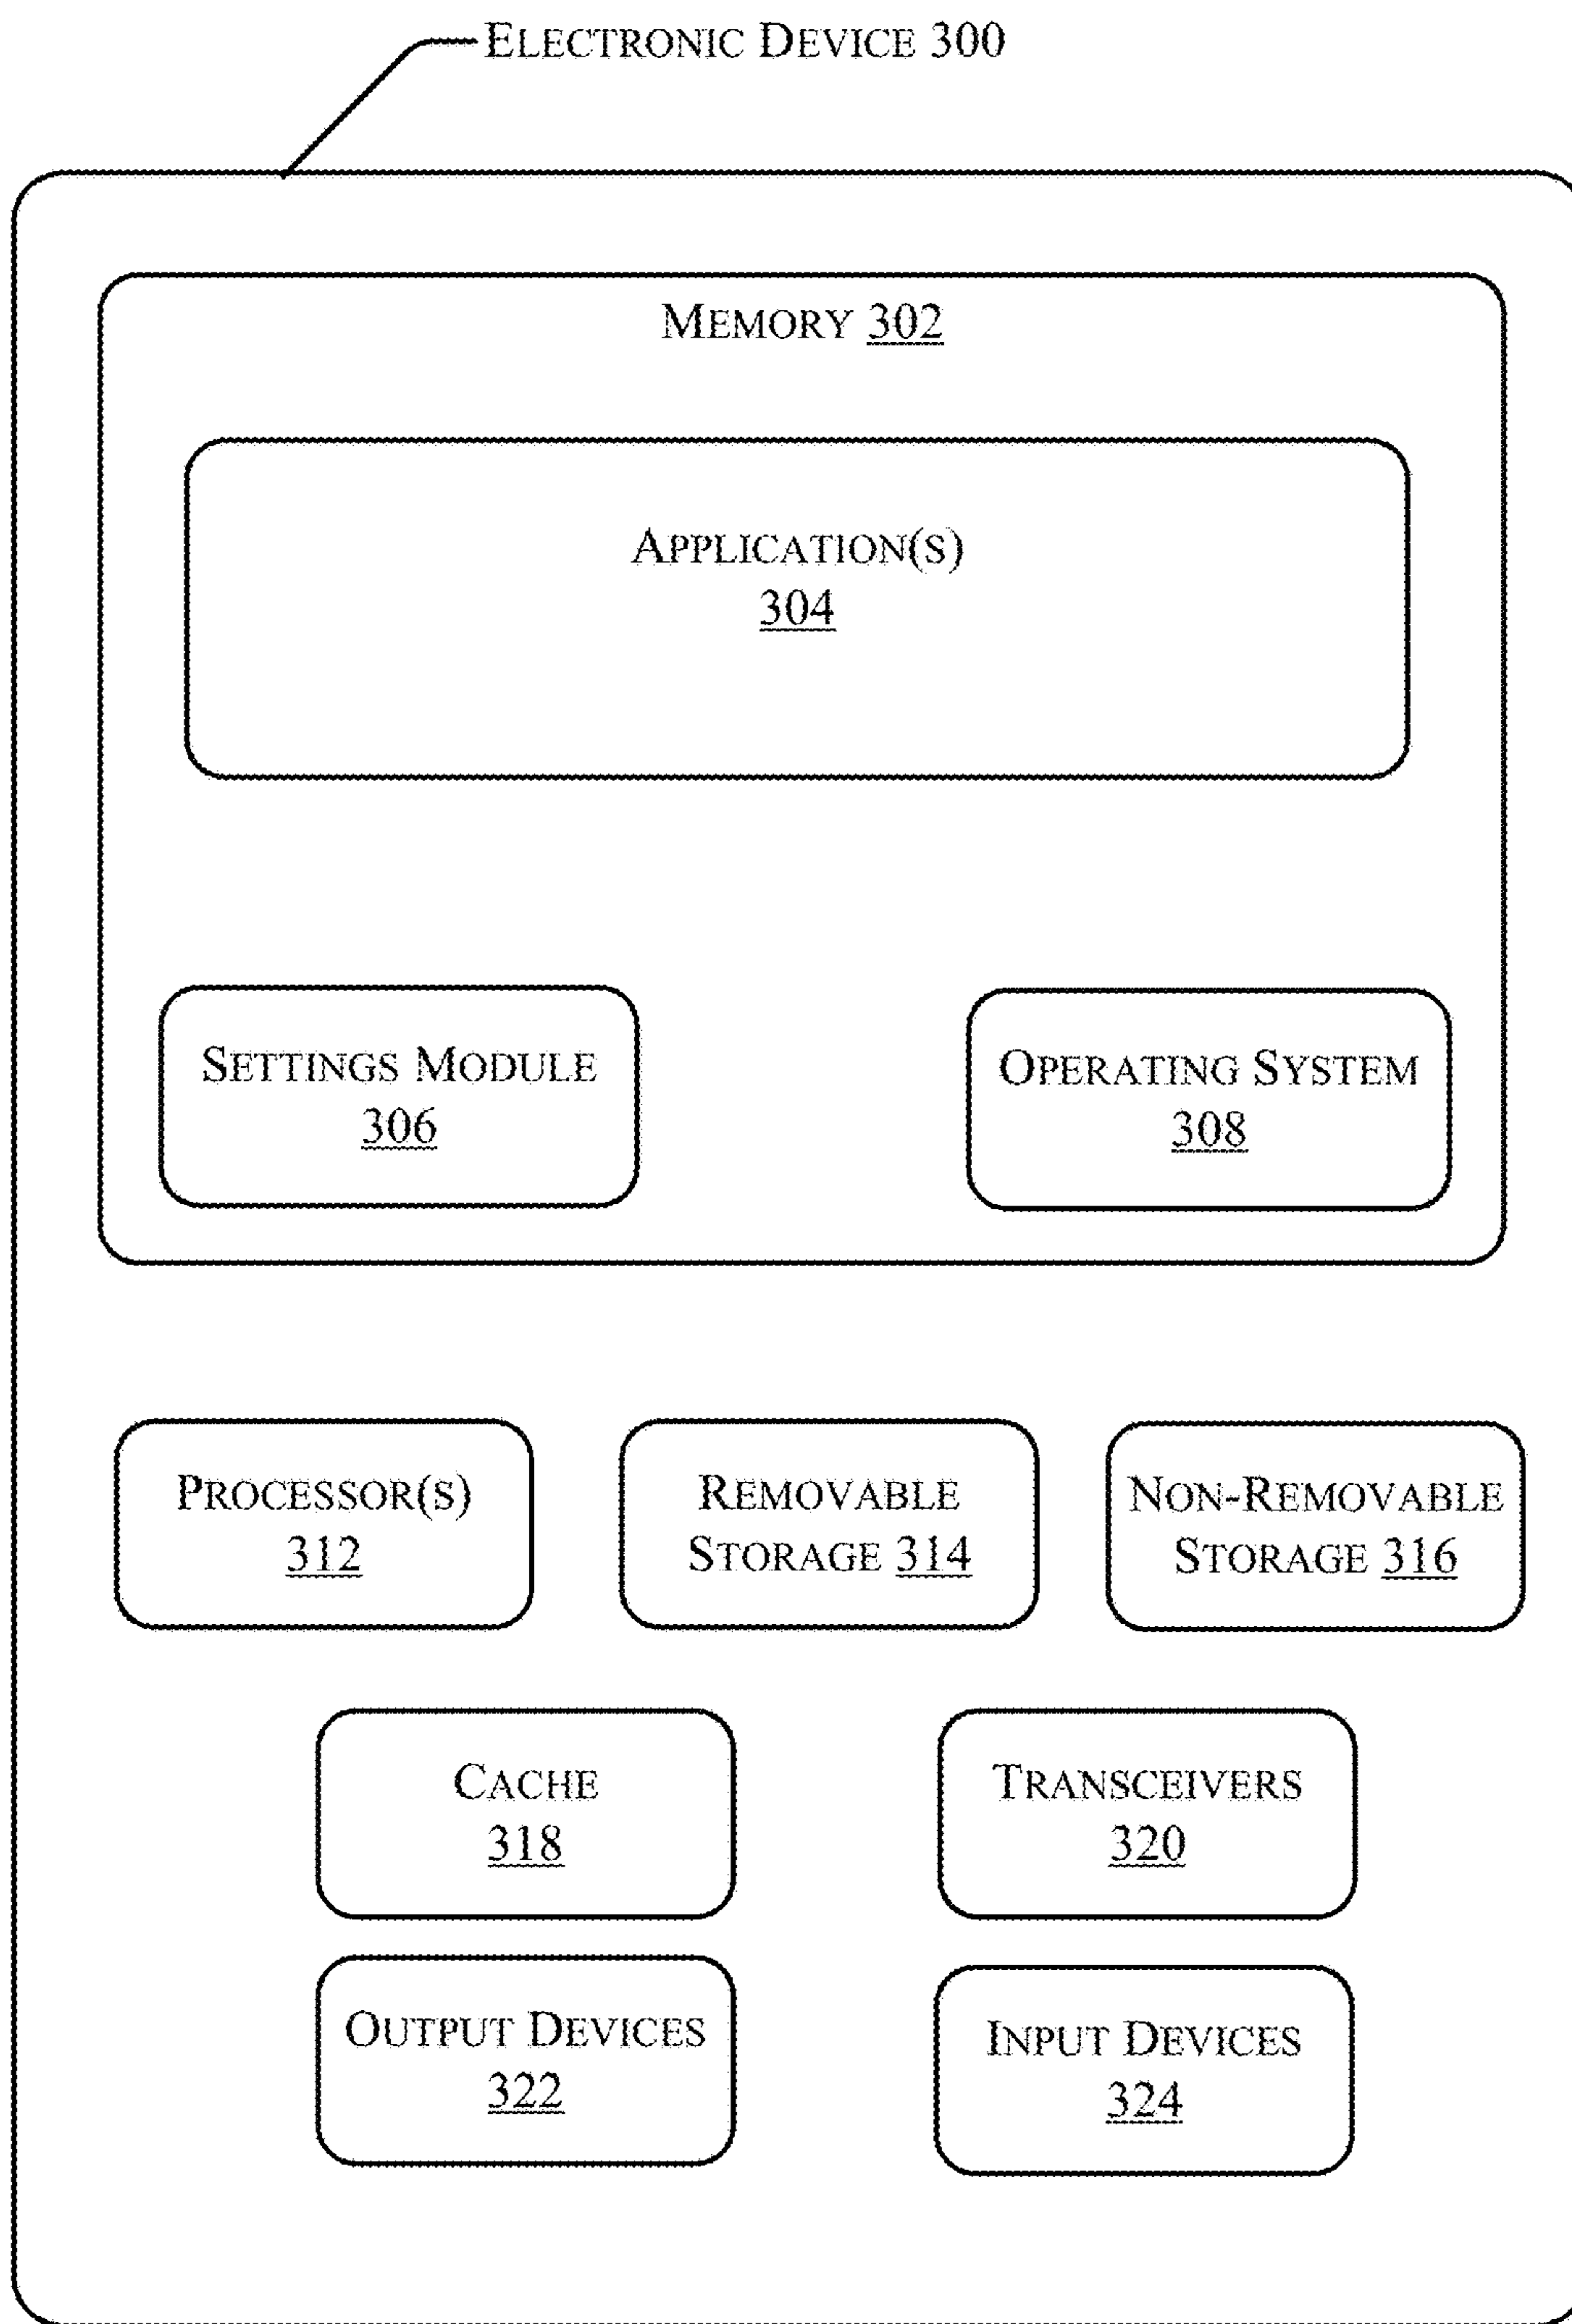 ELECTRONIC DEVICE 300
MEMORY 302
APPLICATION(S)
304
SETTINGS MODULE
306
OPERATING SYSTEM
308
PROCESSOR(S)
312
REMOVABLE
STORAGE 314
NON-REMOVABLE
STORAGE 316
CACHE
318
TRANSCEIVERS
320
OUTPUT DEVICES
322
INPUT DEVICES
324